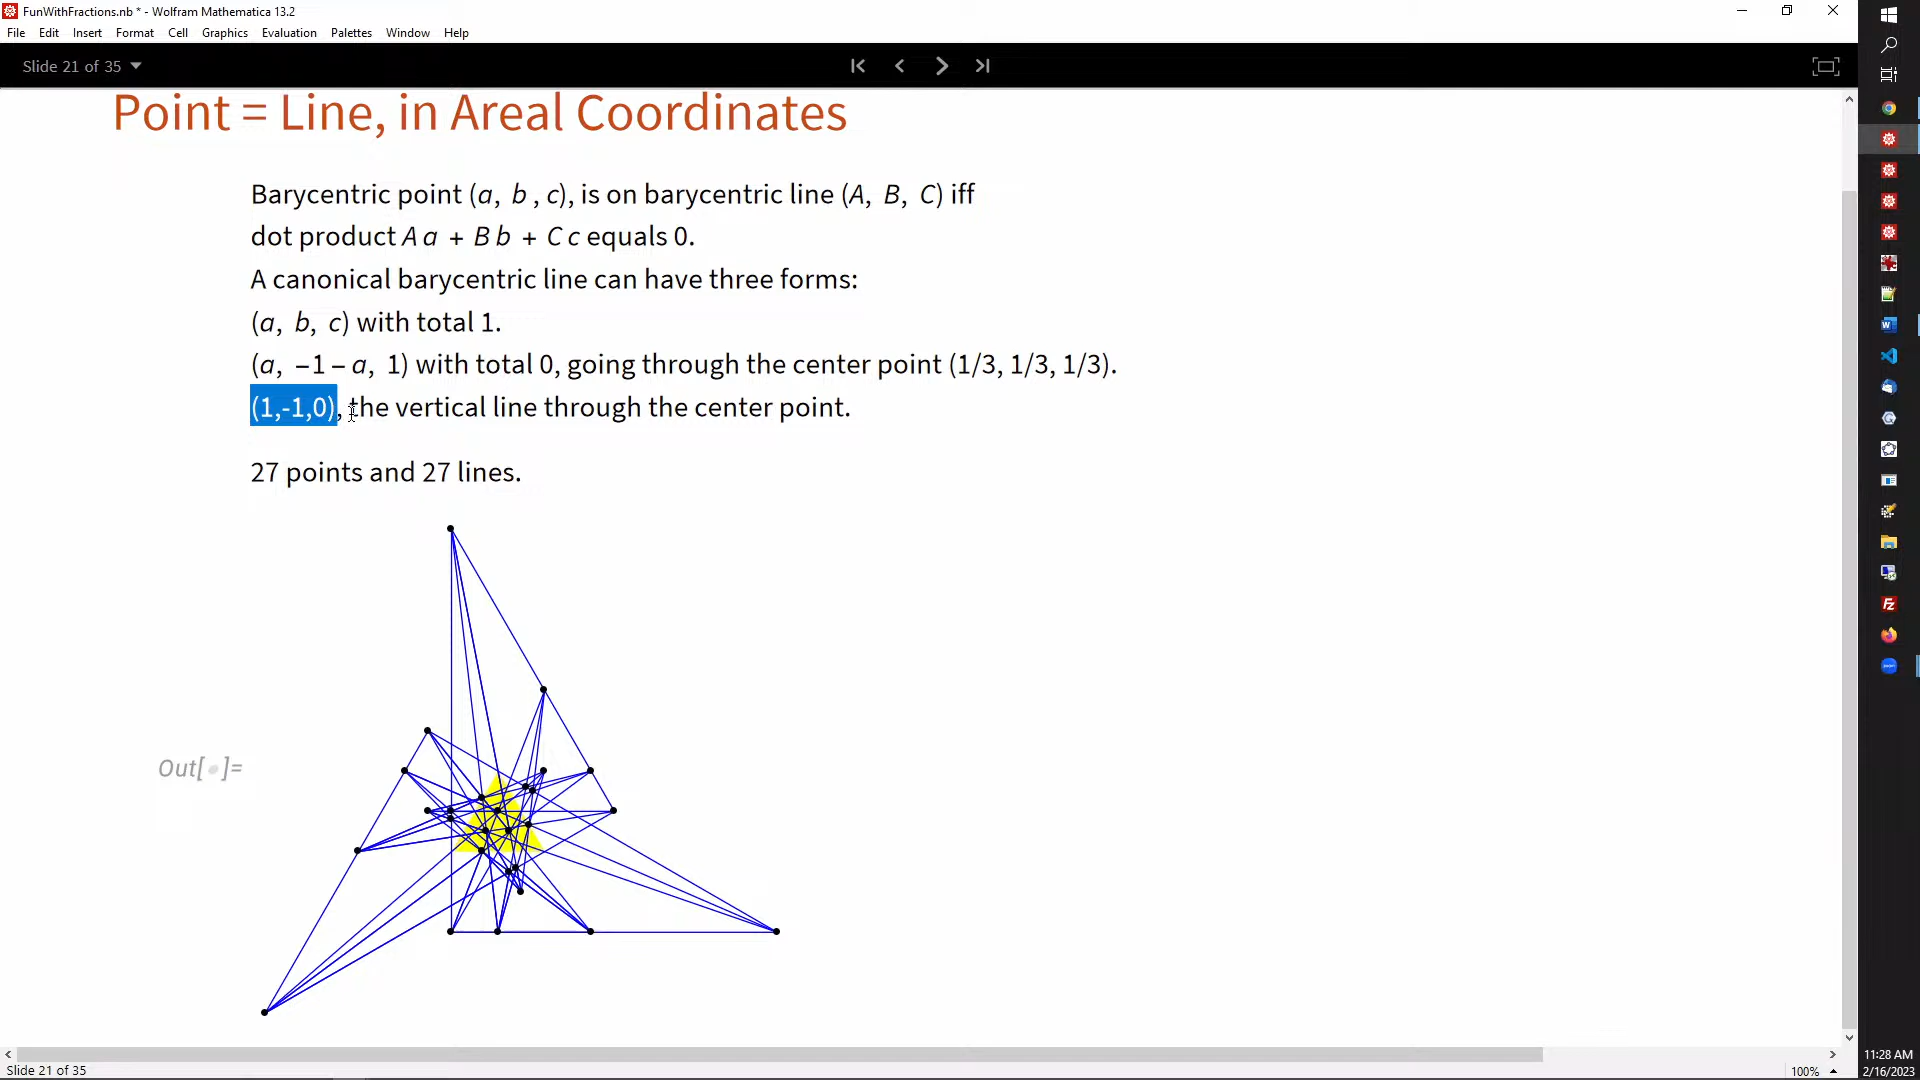 FunWithFractions.nb * - Wolfram Mathematica 13.2
File Edit Insert Format Cell Graphics Evaluation Palettes Window Help
Slide 21 of 35
Point = Line, in Areal Coordinates
Barycentric point (a, b , c), is on barycentric line (A, B, C) iff
dot product A a + B b + C c equals 0.
A canonical barycentric line can have three forms:
(a, b, c) with total 1.
(a, −1 − a, 1) with total 0, going through the center point (1/3, 1/3, 1/3).
(1,-1,0), the vertical line through the center point.
27 points and 27 lines.
Out[ ]=
Slide 21 of 35
100%
11:28 AM
2/16/2023